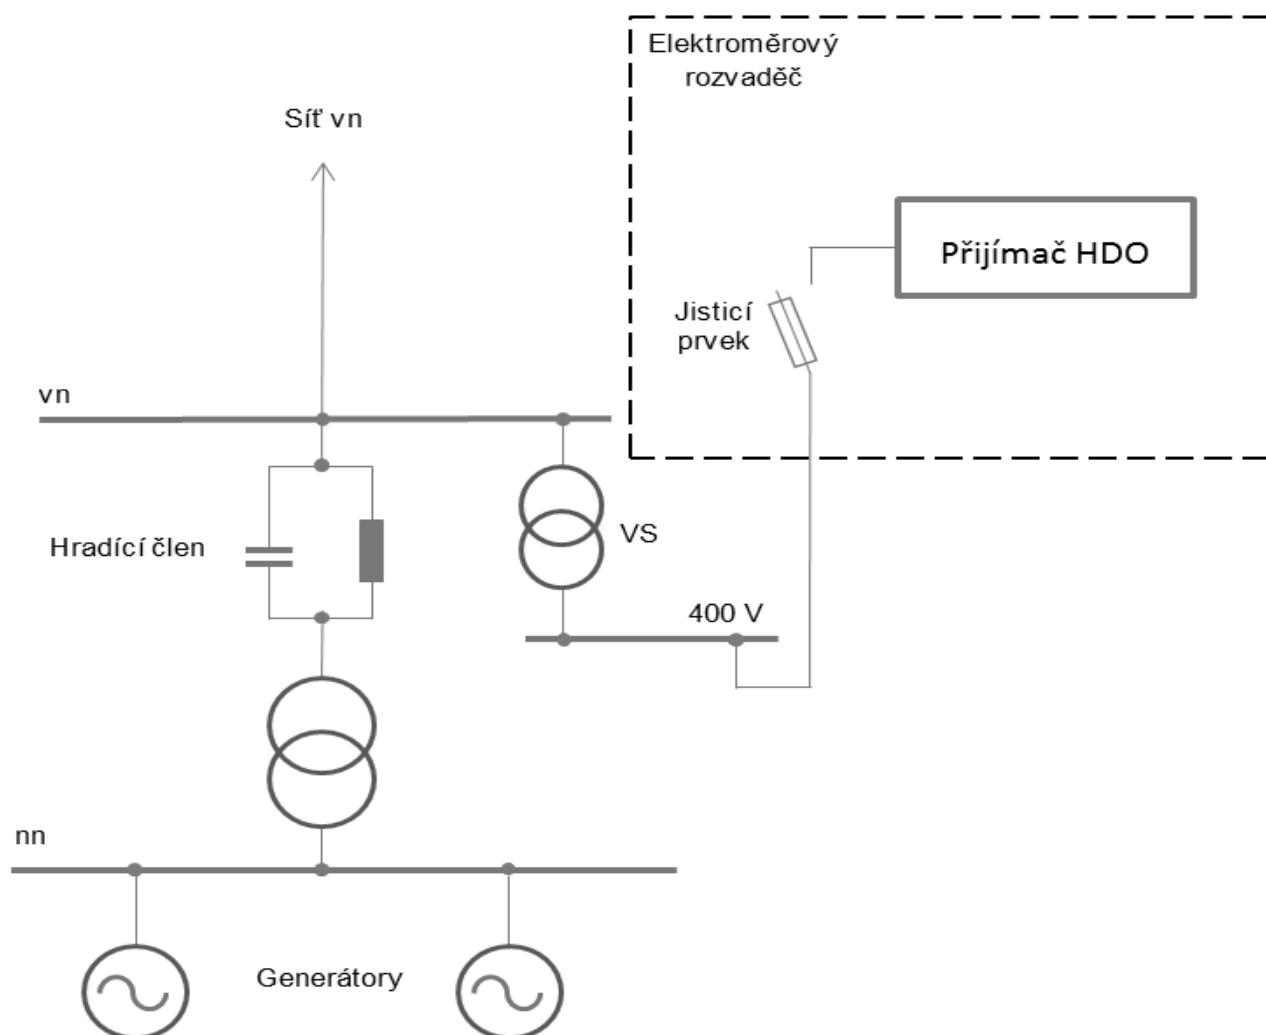 Elektroměrový
rozvaděč
Síť vn
Přijímač HDO
Jisticí
prvek
vn
Hradící člen
VS
400 V
nn
Generátory